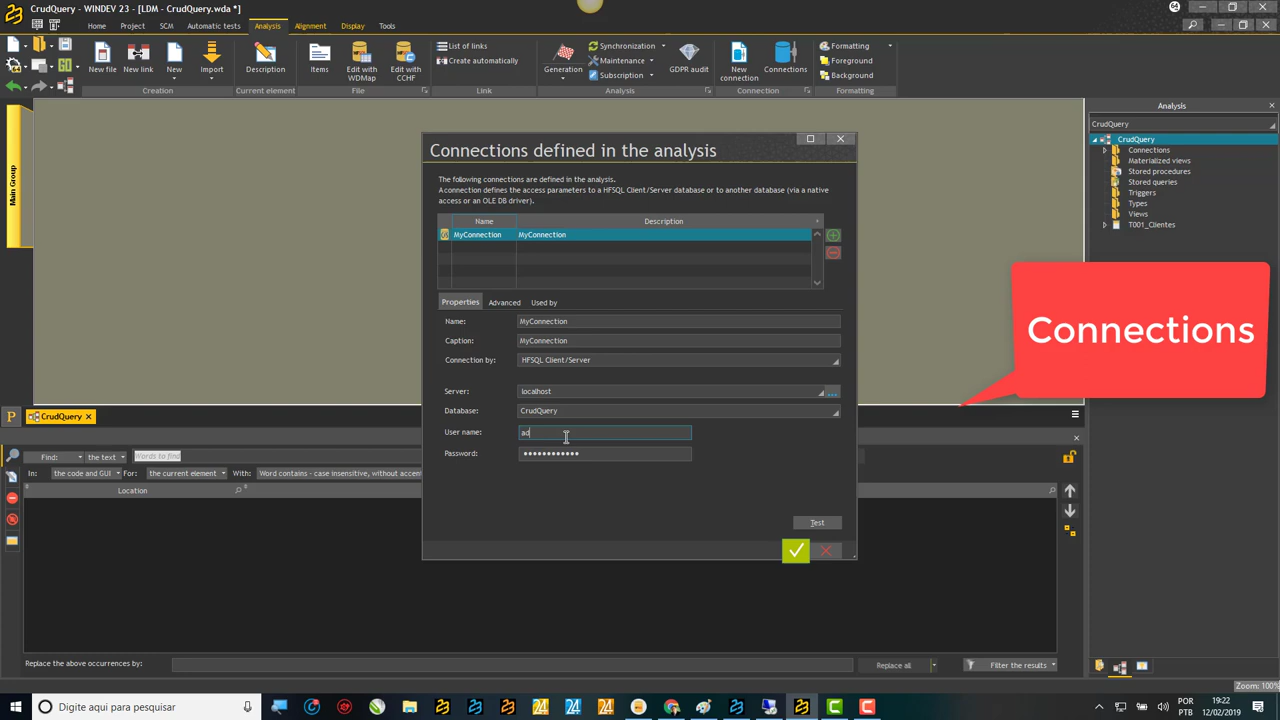 CrudQuery - WINDEV 23 - [LDM - CrudQuery.wda *]
64
Home Project SCM Automatic tests Analysis Alignment Display Tools
New file New link New Import Description Items Edit with WDMap Edit with CCHF
List of links
Create automatically
Generation
Synchronization
Maintenance
Subscription
GDPR audit
New connection Connections
Formatting
Foreground
Background
Creation Current element File Link Analysis Connection Formatting
Main Group
Connections defined in the analysis
The following connections are defined in the analysis.
A connection defines the access parameters to a HFSQL Client/Server database or to another database (via a native
access or an OLE DB driver).
Name Description
MyConnection MyConnection
Properties Advanced Used by
Name: MyConnection
Caption: MyConnection
Connection by: HFSQL Client/Server
Server: localhost
...
Database: CrudQuery
User name: ad
Password: ••••••••••••
Test
Analysis
CrudQuery
CrudQuery
Connections
Materialized views
Stored procedures
Stored queries
Triggers
Types
Views
T001_Clientes
Connections
P CrudQuery
Find: the text Words to find
In: the code and GUI For: the current element With: Word contains - case insensitive, without accent
Location
Replace the above occurrences by:
Replace all
Filter the results
Zoom: 100%
Digite aqui para pesquisar
24 24 24
POR
PTB
19:22
12/02/2019